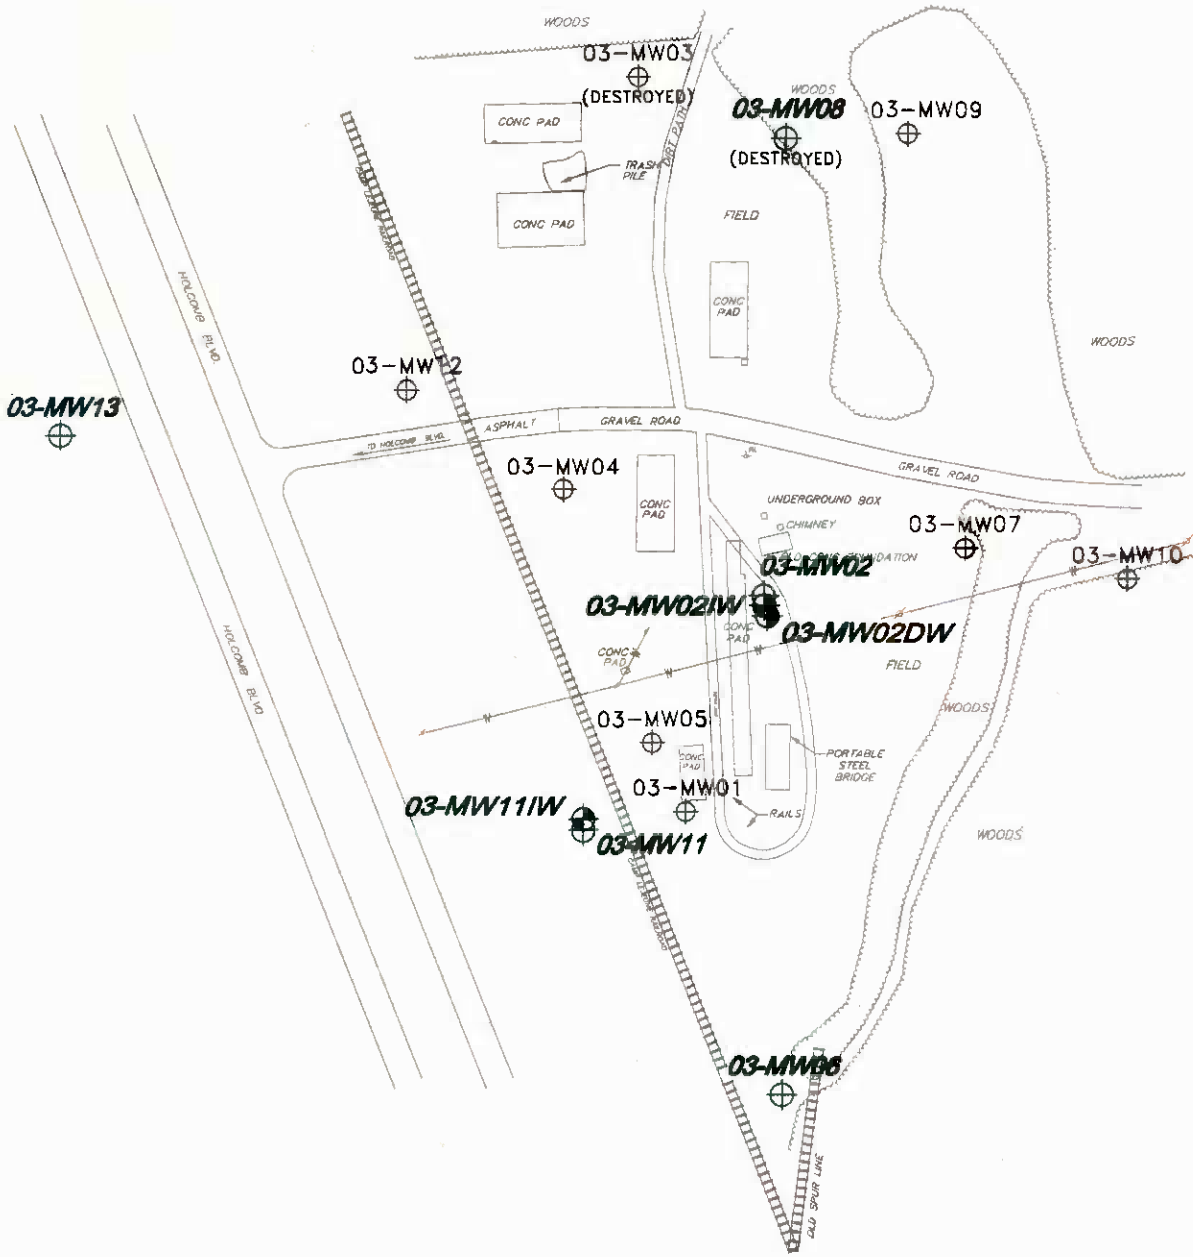 WOODS
03-MW03
(DESTROYED)
WOODS
03-MW08
(DESTROYED)
03-MW09
CONC PAD
DIRT PATH
TRASH
PILE
CONC PAD
FIELD
HOLCOMB BLVD.
CONC
PAD
WOODS
03-MW12
03-MW13
ASPHALT
GRAVEL ROAD
TO HOLCOMB BLVD.
03-MW04
GRAVEL ROAD
CONC
PAD
UNDERGROUND BOX
CHIMNEY
03-MW07
03-MW10
FOUNDATION
03-MW02
03-MW02IW
CONC
PAD
03-MW02DW
HOLCOMB BLVD
CONC
PAD
FIELD
WOODS
03-MW05
CONC
PAD
PORTABLE
STEEL
BRIDGE
03-MW01
03-MW11IW
RAILS
03-MW11
WOODS
RAILROAD
03-MW06
OLD SPUR LINE